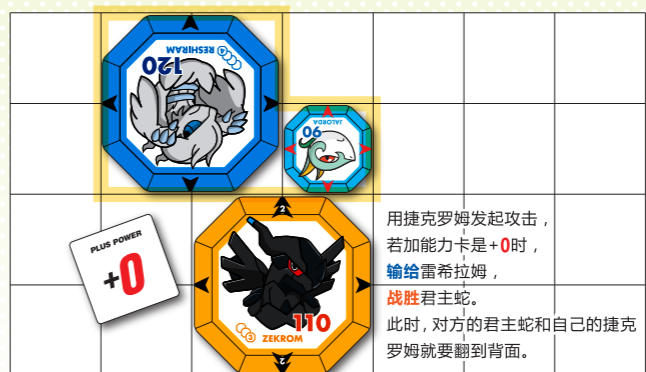 RESHIRAM
4
120
JALORDA
90
PLUS POWER
+0
2
110
3
ZEKROM
2
用捷克罗姆发起攻击，
若加能力卡是+0时，
输给雷希拉姆，
战胜君主蛇。
此时，对方的君主蛇和自己的捷克
罗姆就要翻到背面。